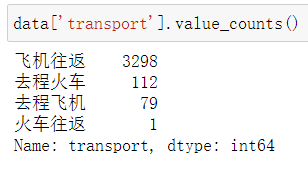 data['transport'].value_counts()
飞机往返    3298
去程火车     112
去程飞机      79
火车往返       1
Name: transport, dtype: int64